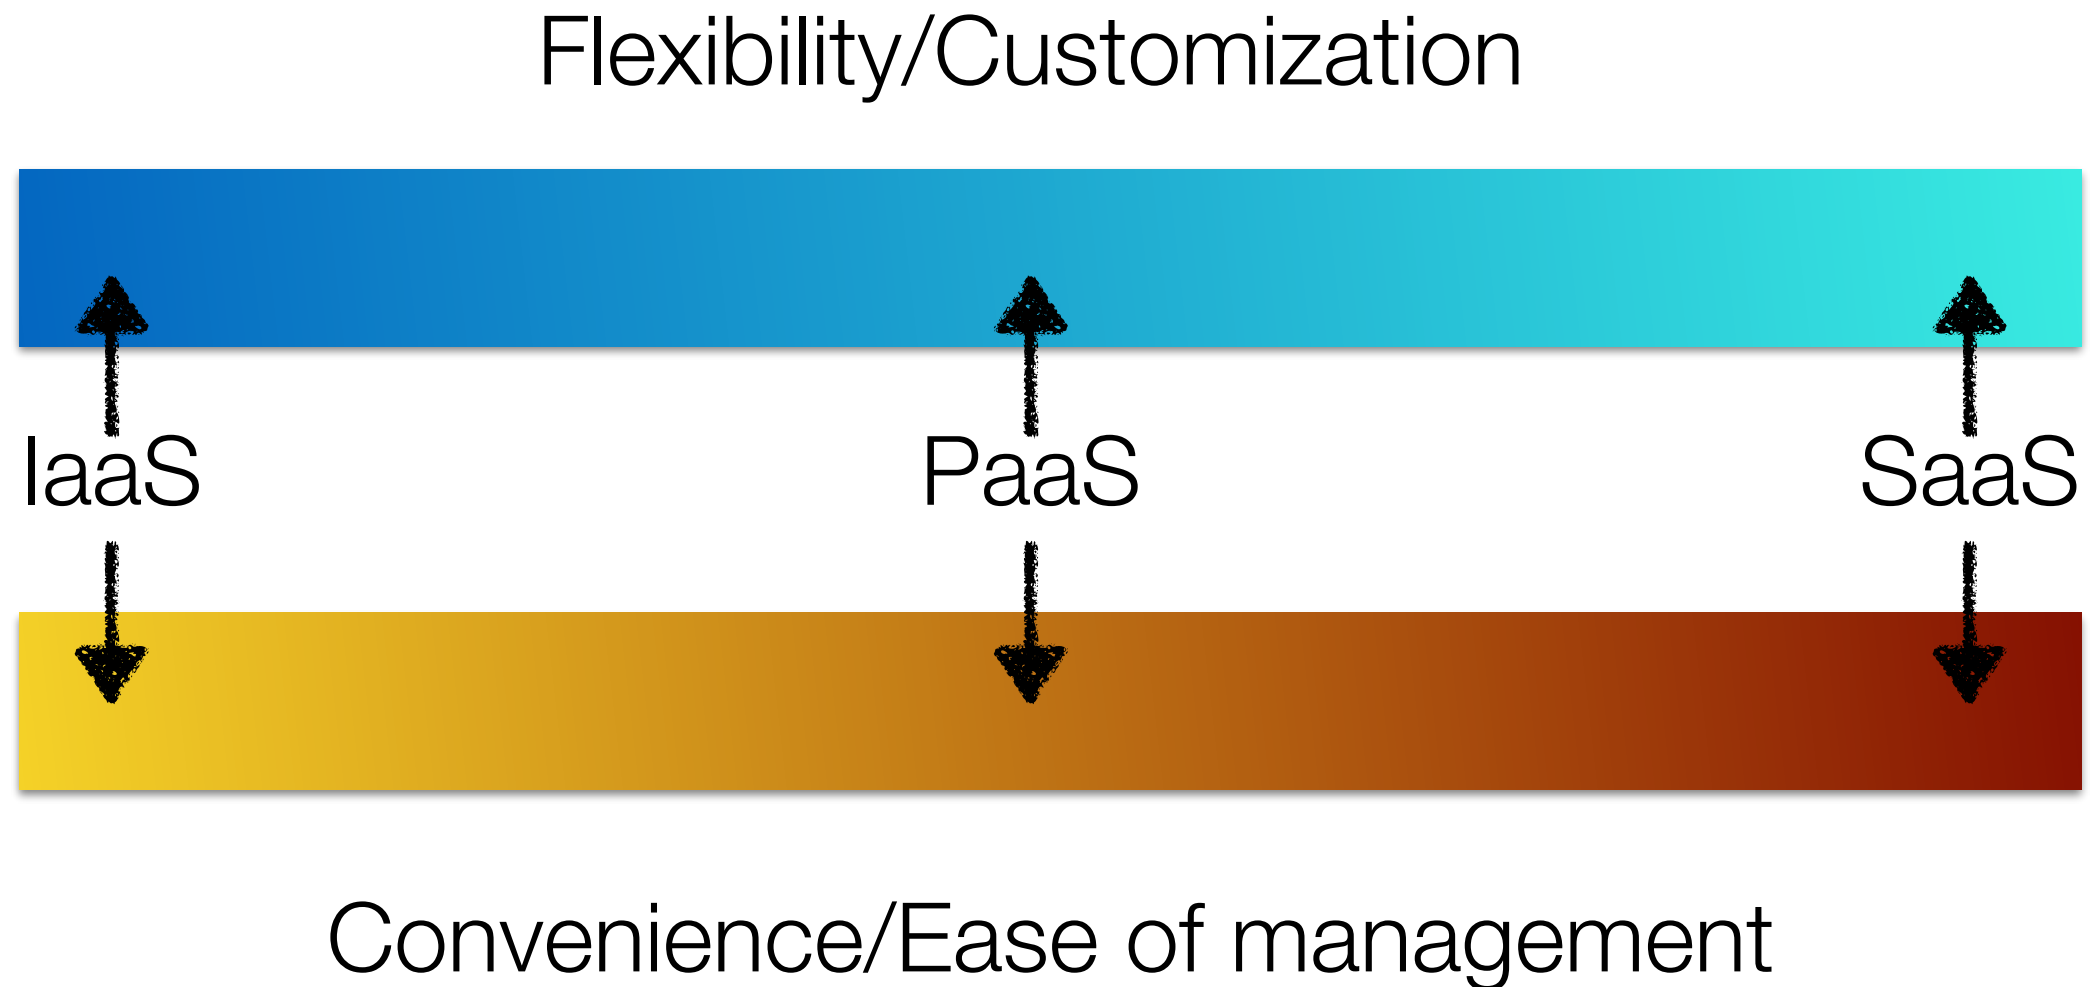 Flexibility/Customization
IaaS PaaS SaaS
Convenience/Ease of management